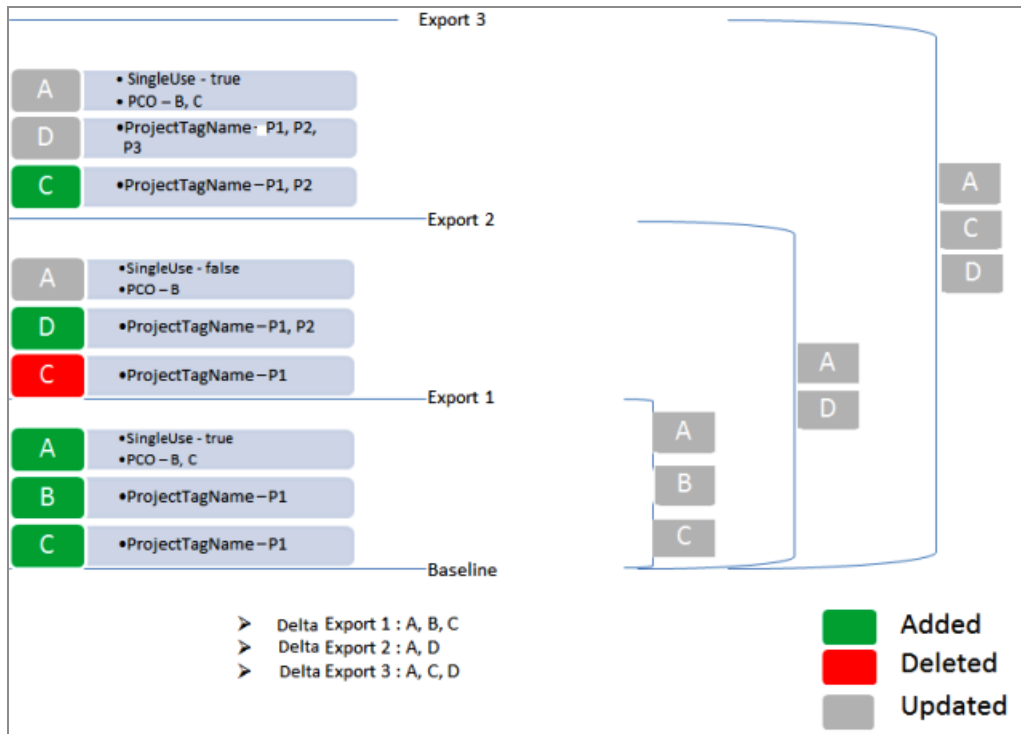 Export 3
A
• SingleUse - true
• PCO – B, C
D
•ProjectTagName - P1, P2,
P3
C
•ProjectTagName – P1, P2
A
C
D
Export 2
A
•SingleUse - false
•PCO – B
D
•ProjectTagName – P1, P2
C
•ProjectTagName – P1
A
D
Export 1
A
•SingleUse - true
•PCO – B, C
B
•ProjectTagName – P1
C
•ProjectTagName – P1
A
B
C
Baseline
➢ Delta Export 1 : A, B, C
➢ Delta Export 2 : A, D
➢ Delta Export 3 : A, C, D
Added
Deleted
Updated